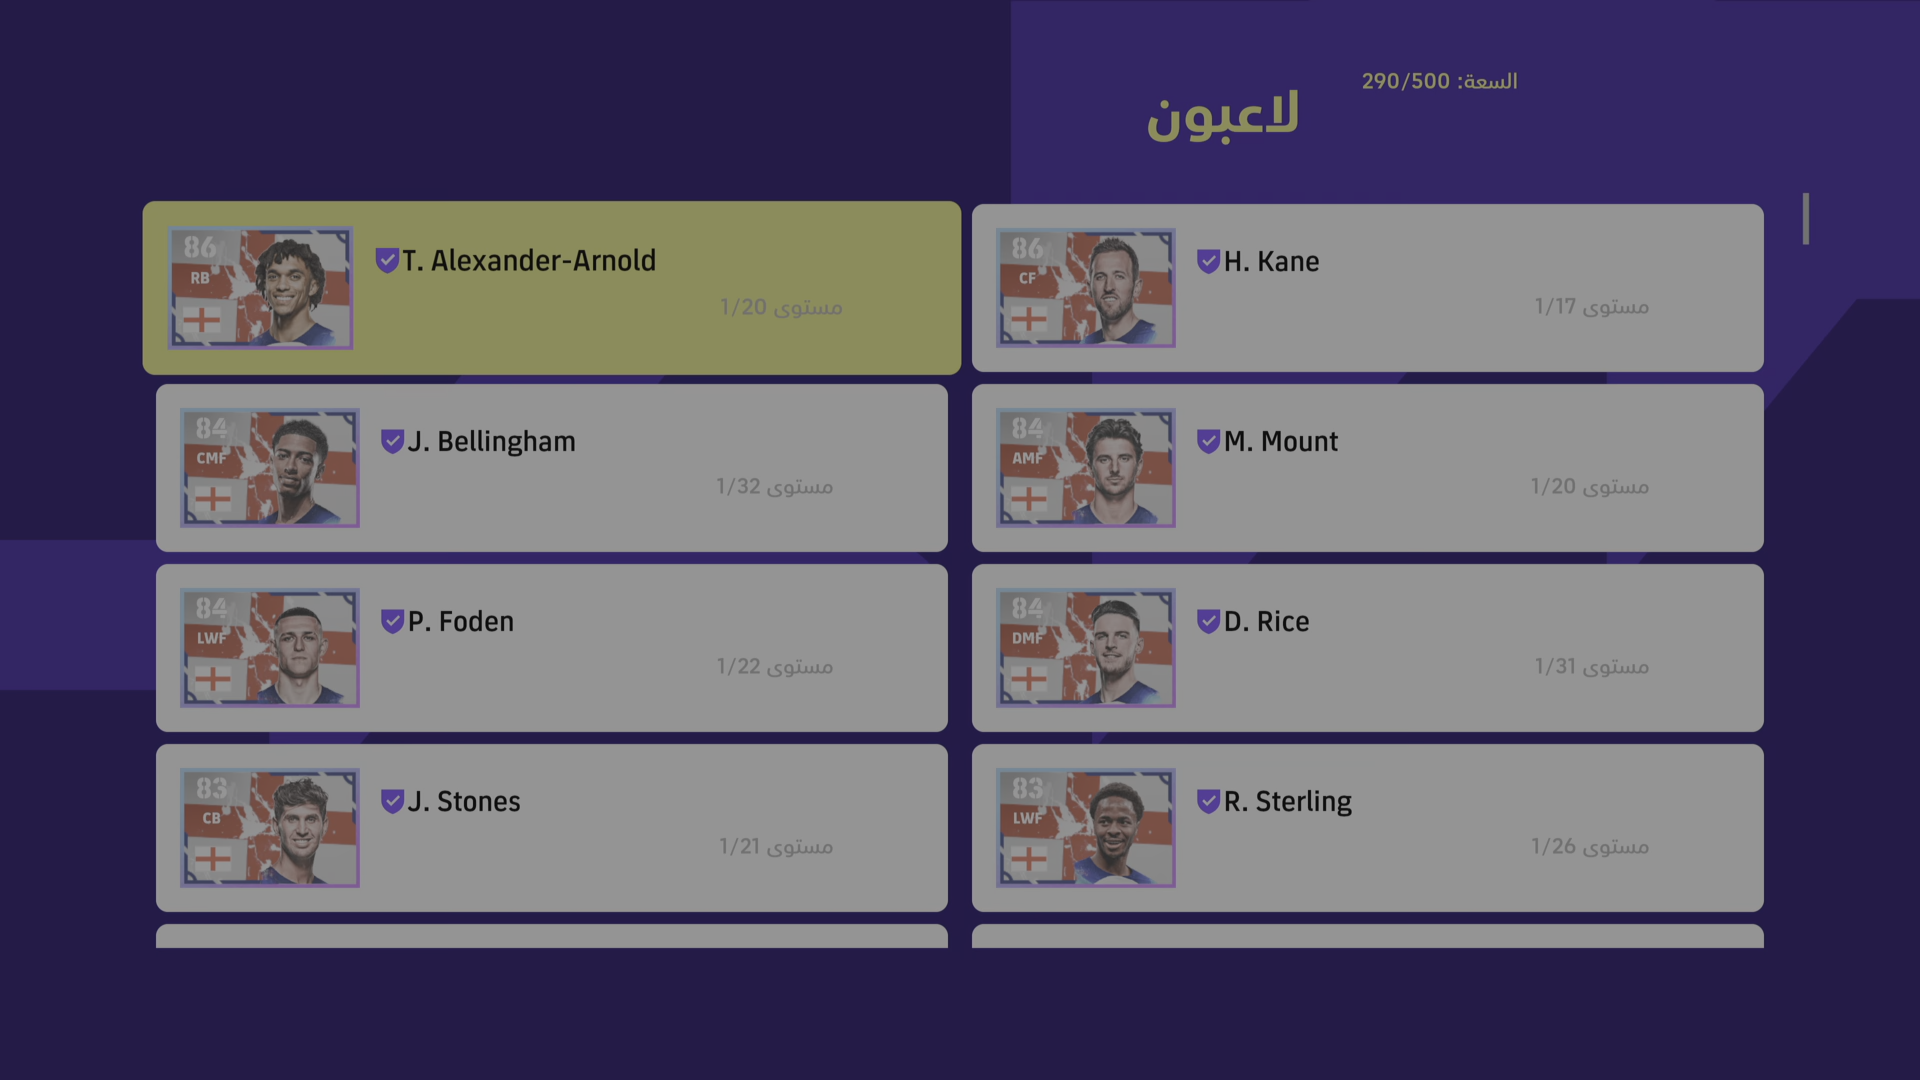 السعة: 290/500
لاعبون
86
RB
T. Alexander-Arnold
مستوى 1/20
86
CF
H. Kane
مستوى 1/17
84
CMF
J. Bellingham
مستوى 1/32
84
AMF
M. Mount
مستوى 1/20
84
LWF
P. Foden
مستوى 1/22
84
DMF
D. Rice
مستوى 1/31
83
CB
J. Stones
مستوى 1/21
83
LWF
R. Sterling
مستوى 1/26